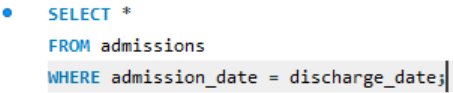 SELECT *
FROM admissions
WHERE admission_date = discharge_date;